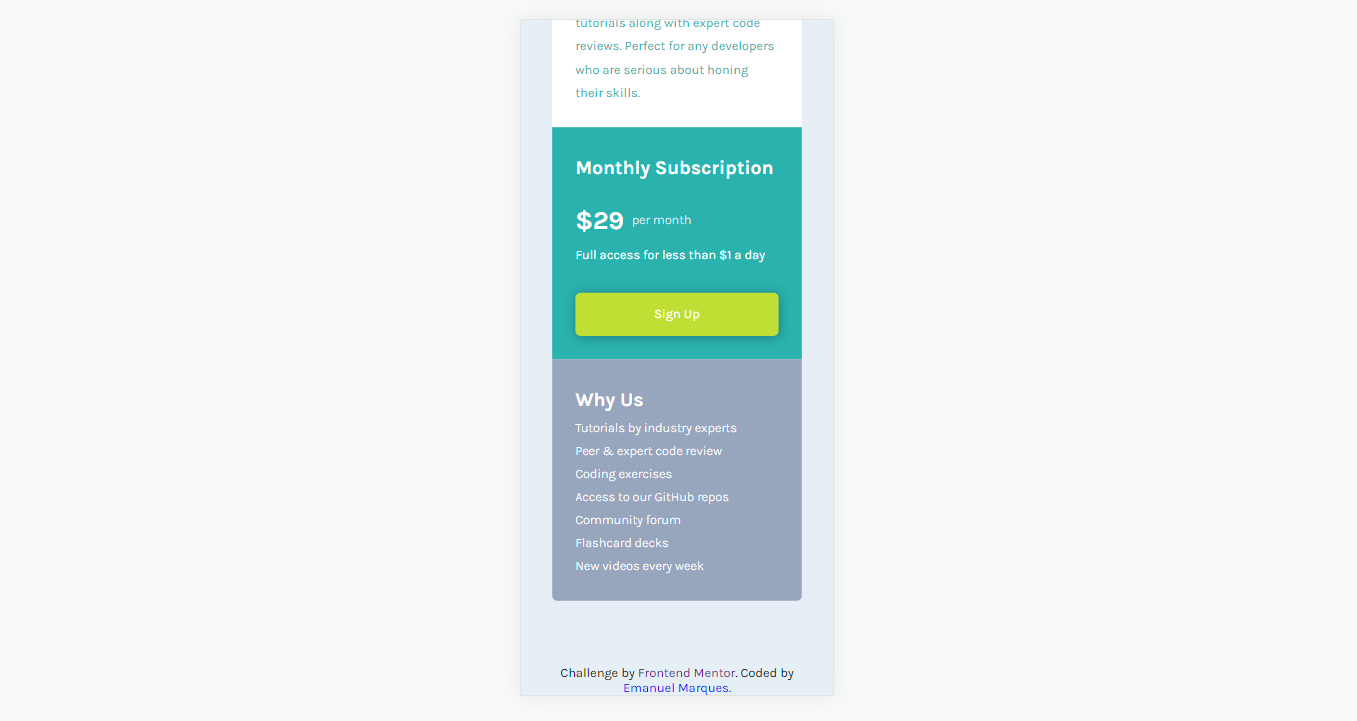 tutorials along with expert code
reviews. Perfect for any developers
who are serious about honing
their skills.
Monthly Subscription
$29 per month
Full access for less than $1 a day
Sign Up
Why Us
Tutorials by industry experts
Peer & expert code review
Coding exercises
Access to our GitHub repos
Community forum
Flashcard decks
New videos every week
Challenge by Frontend Mentor. Coded by
Emanuel Marques.